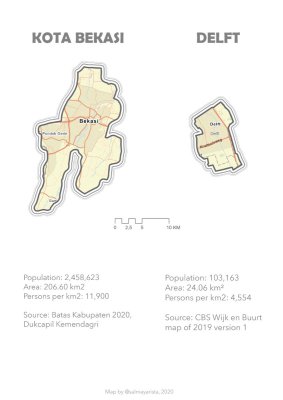 KOTA BEKASI
DELFT
Bekasi
Pondok Gede
Delft
Delft
0 2,5 5 10 KM
Population: 2,458,623
Area: 206.60 km2
Persons per km2: 11,900
Source: Batas Kabupaten 2020,
Dukcapil Kemendagri
Population: 103,163
Area: 24.06 km²
Persons per km2: 4,554
Source: CBS Wijk en Buurt
map of 2019 version 1
Map by @salmayarista, 2020